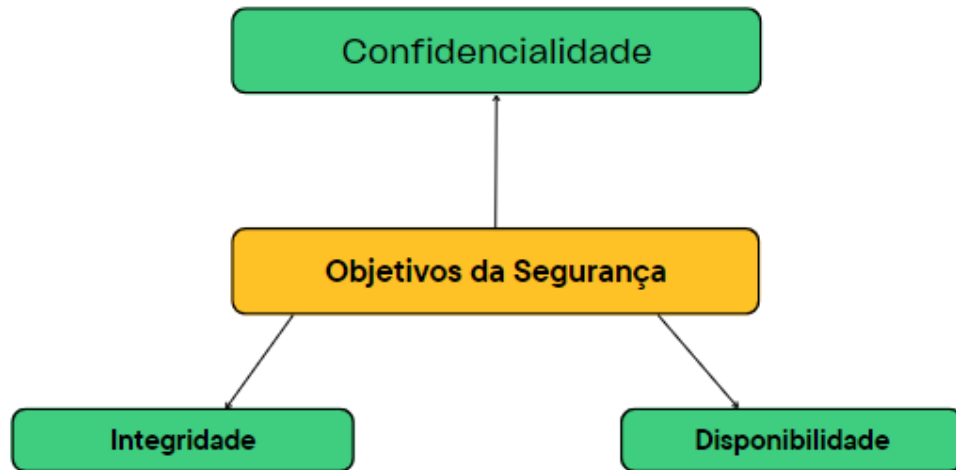 Confidencialidade
Objetivos da Segurança
Integridade
Disponibilidade